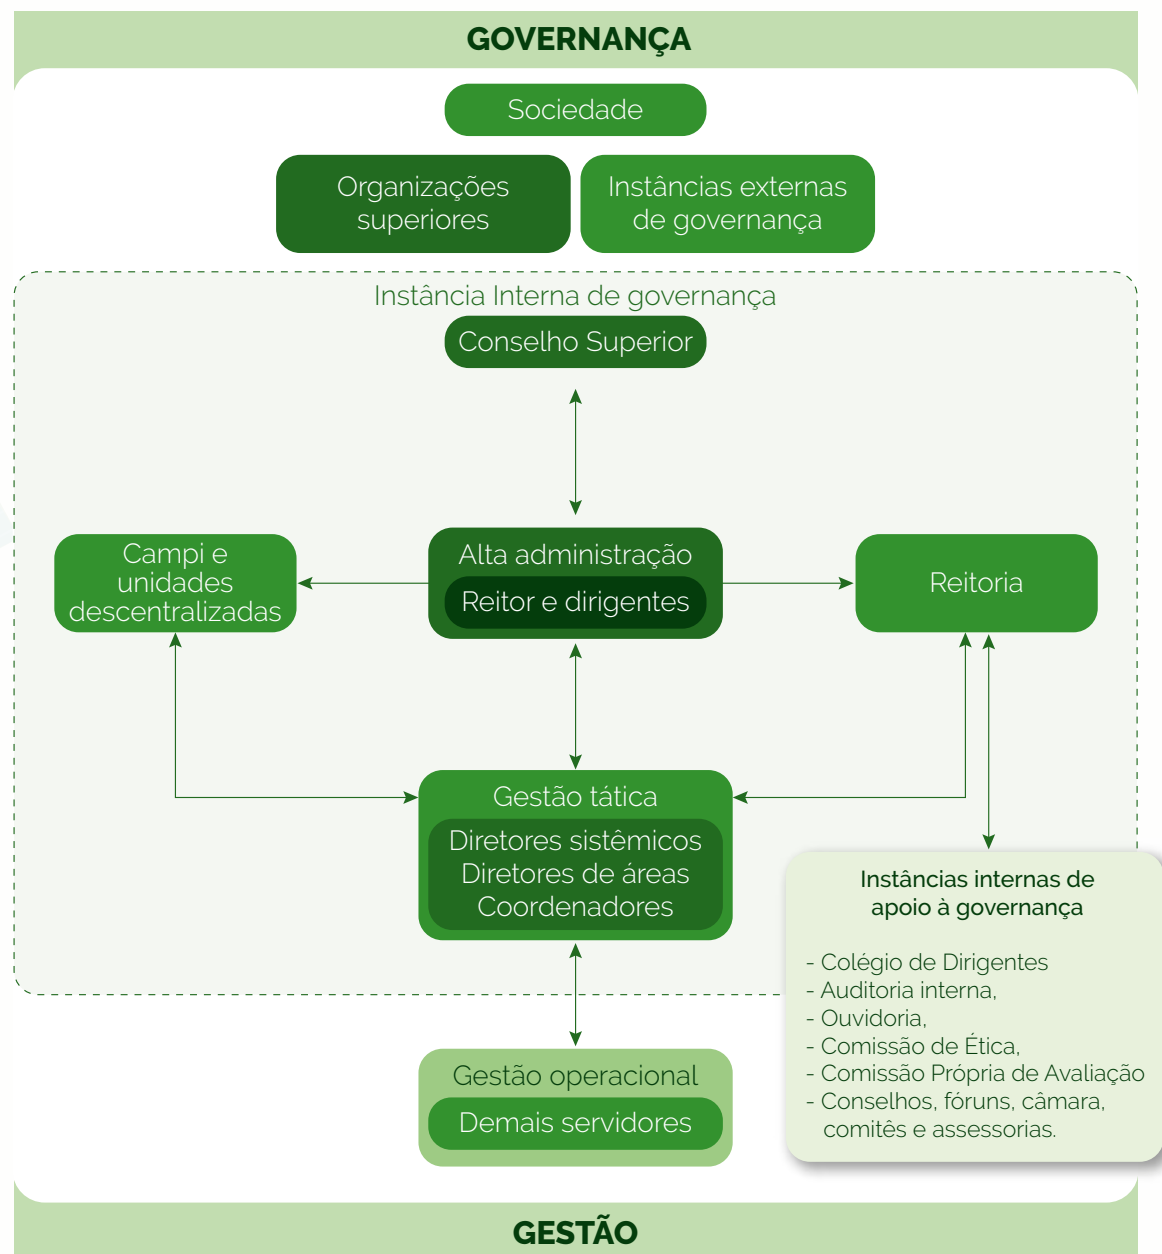 GOVERNANÇA
Sociedade
Organizações
superiores
Instâncias externas
de governança
Instância Interna de governança
Conselho Superior
Campi e
unidades
descentralizadas
Alta administração
Reitor e dirigentes
Reitoria
Gestão tática
Diretores sistêmicos
Diretores de áreas
Coordenadores
Instâncias internas de
apoio à governança
- Colégio de Dirigentes
- Auditoria interna,
- Ouvidoria,
- Comissão de Ética,
- Comissão Própria de Avaliação
- Conselhos, fóruns, câmara,
comitês e assessorias.
Gestão operacional
Demais servidores
GESTÃO